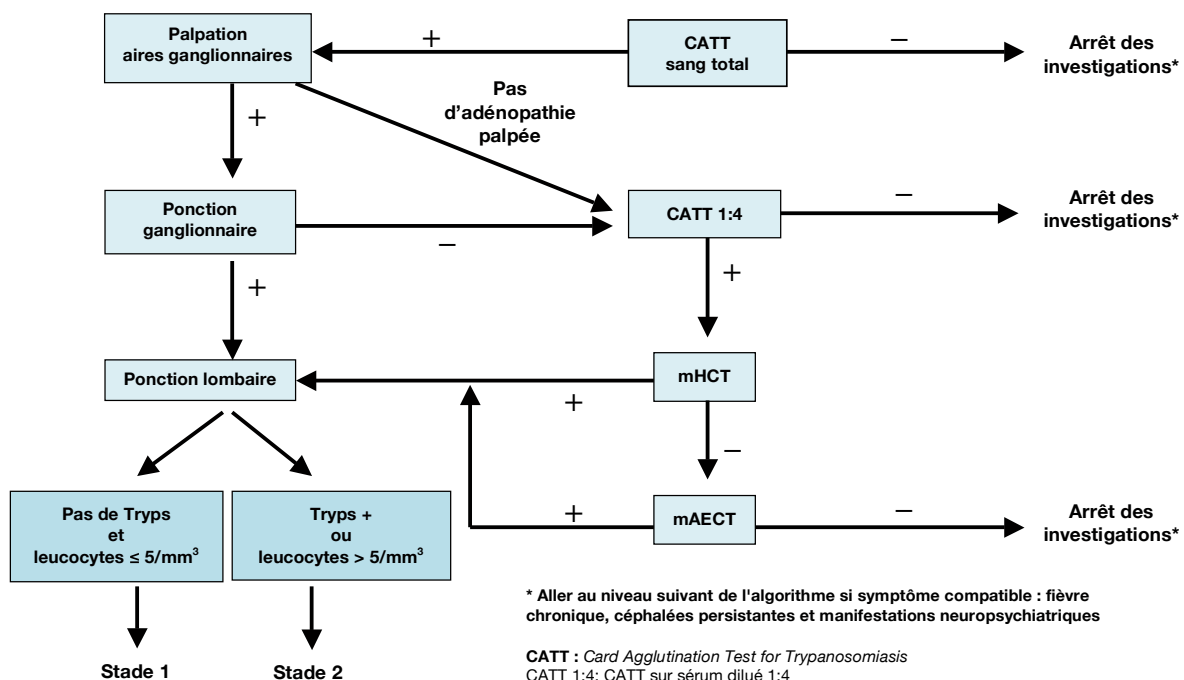 Palpation
aires ganglionnaires
+
CATT
sang total
−
Arrêt des
investigations*
+
Pas
d'adénopathie
palpée
Ponction
ganglionnaire
−
CATT 1:4
−
Arrêt des
investigations*
+
+
Ponction lombaire
+
mHCT
−
Pas de Tryps
et
leucocytes ≤ 5/mm³
Tryps +
ou
leucocytes > 5/mm³
+
mAECT
−
Arrêt des
investigations*
Stade 1
Stade 2
* Aller au niveau suivant de l'algorithme si symptôme compatible : fièvre
chronique, céphalées persistantes et manifestations neuropsychiatriques
CATT : Card Agglutination Test for Trypanosomiasis
CATT 1:4: CATT sur sérum dilué 1:4